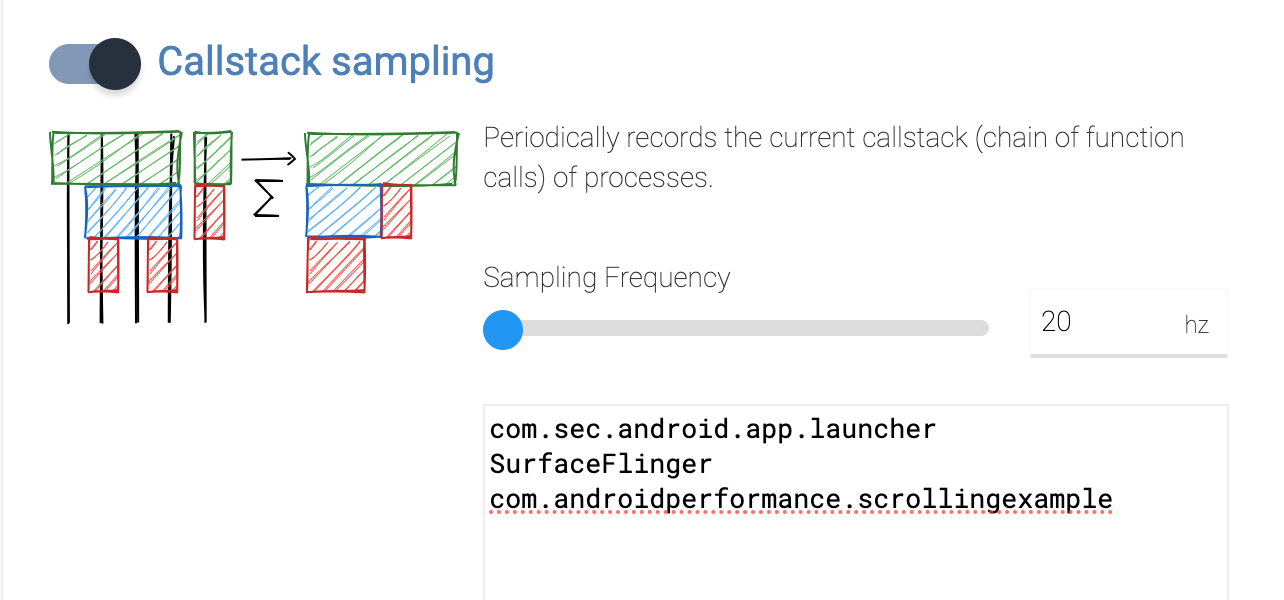 Callstack sampling
Periodically records the current callstack (chain of function
calls) of processes.
Sampling Frequency
20 hz
com.sec.android.app.launcher
SurfaceFlinger
com.androidperformance.scrollingexample